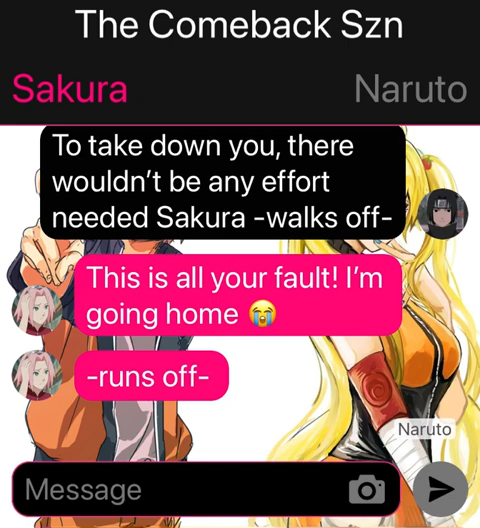 The Comeback Szn
Sakura
Naruto
To take down you, there
wouldn’t be any effort
needed Sakura -walks off-
This is all your fault! I’m
going home 😭
-runs off-
Naruto
Message